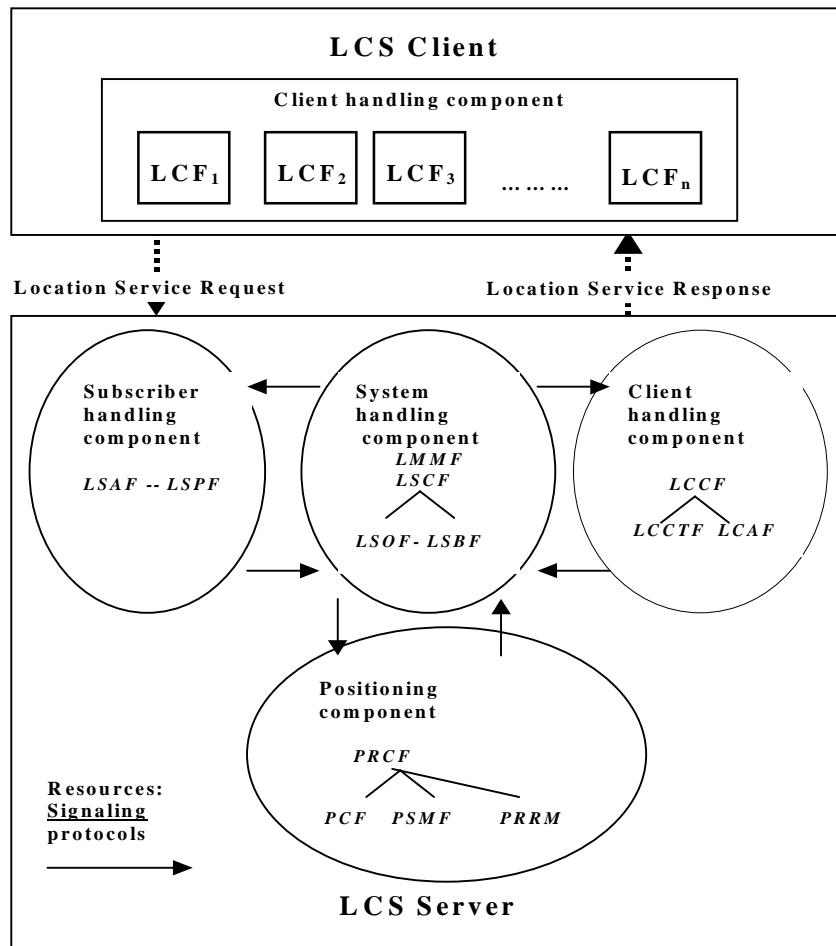 LCS Client
Client handling component
LCF1
LCF2
LCF3
... ... ...
LCFn
Location Service Request
Location Service Response
Subscriber
handling
component
LSAF -- LSPF
System
handling
component
LMMF
LSCF
LSOF - LSBF
Client
handling
component
LCCF
LCCTF LCAF
Positioning
component
PRCF
PCF PSMF PRRM
Resources:
Signaling
protocols
LCS Server